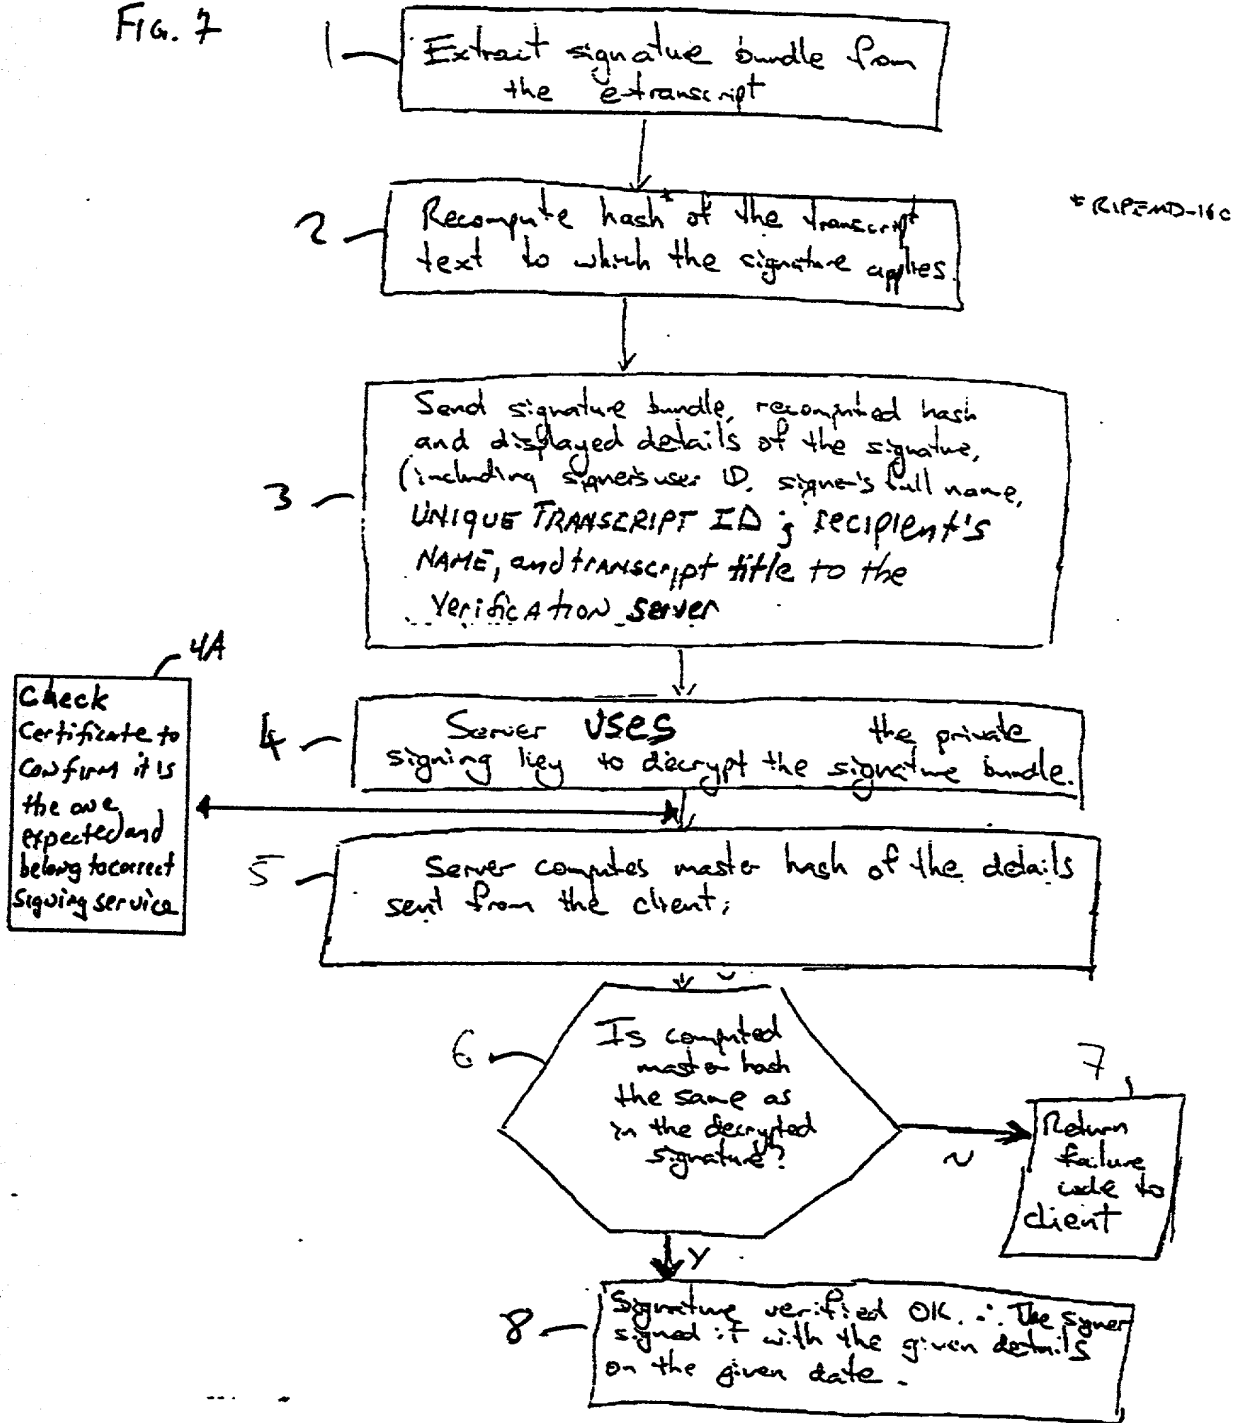 FIG. 7
1
Extrait signature bundle from
the e-transcript
2
Recompute hash* of the transcript
text to which the signature applies.
* RIPEMD-160
3
Send signature bundle, recomputed hash
and displayed details of the signature,
(including signer's user ID, signer's full name,
UNIQUE TRANSCRIPT ID; recipient's
NAME, and transcript title to the
Verification server
4A
Check
Certificate to
confirm it is
the one
expected and
belong to correct
signing service
4
Server uses the private
signing key to decrypt the signature bundle.
5
Server computes master hash of the details
sent from the client;
6
Is computed
master hash
the same as
in the decrypted
signature?
N
7
Return
failure
code to
client
Y
8
Signature verified OK. ∴ The signer
signed it with the given details
on the given date.